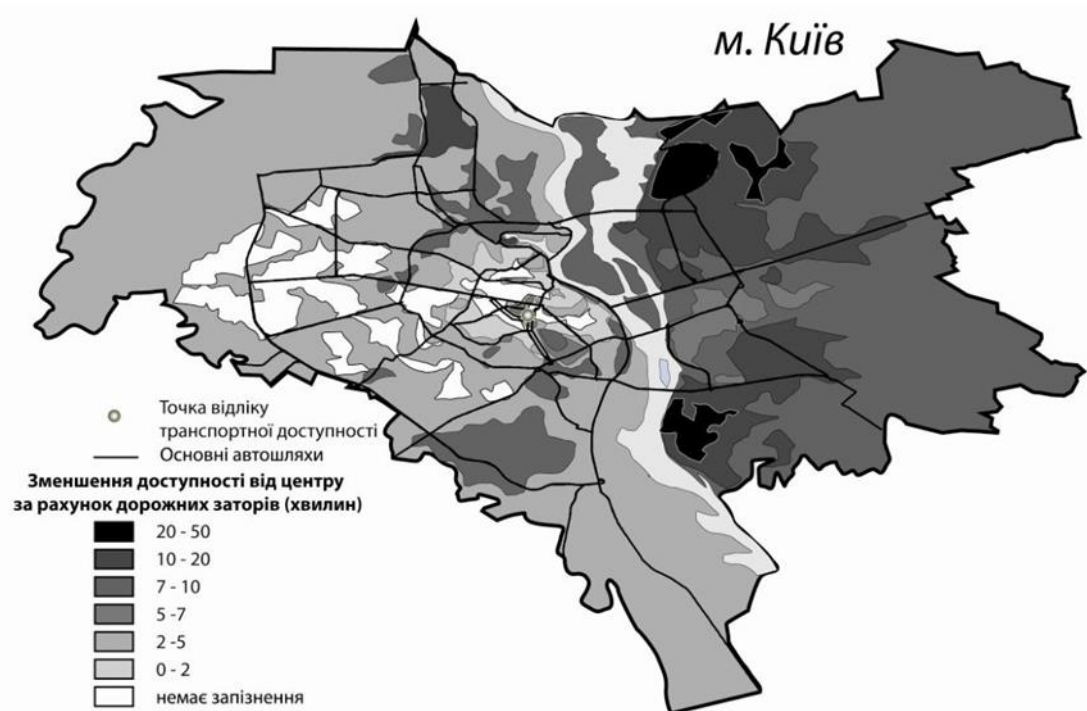 м. Київ
Точка відліку
транспортної доступності
Основні автошляхи
Зменшення доступності від центру
за рахунок дорожних заторів (хвилин)
20 - 50
10 - 20
7 - 10
5 -7
2 -5
0 - 2
немає запізнення